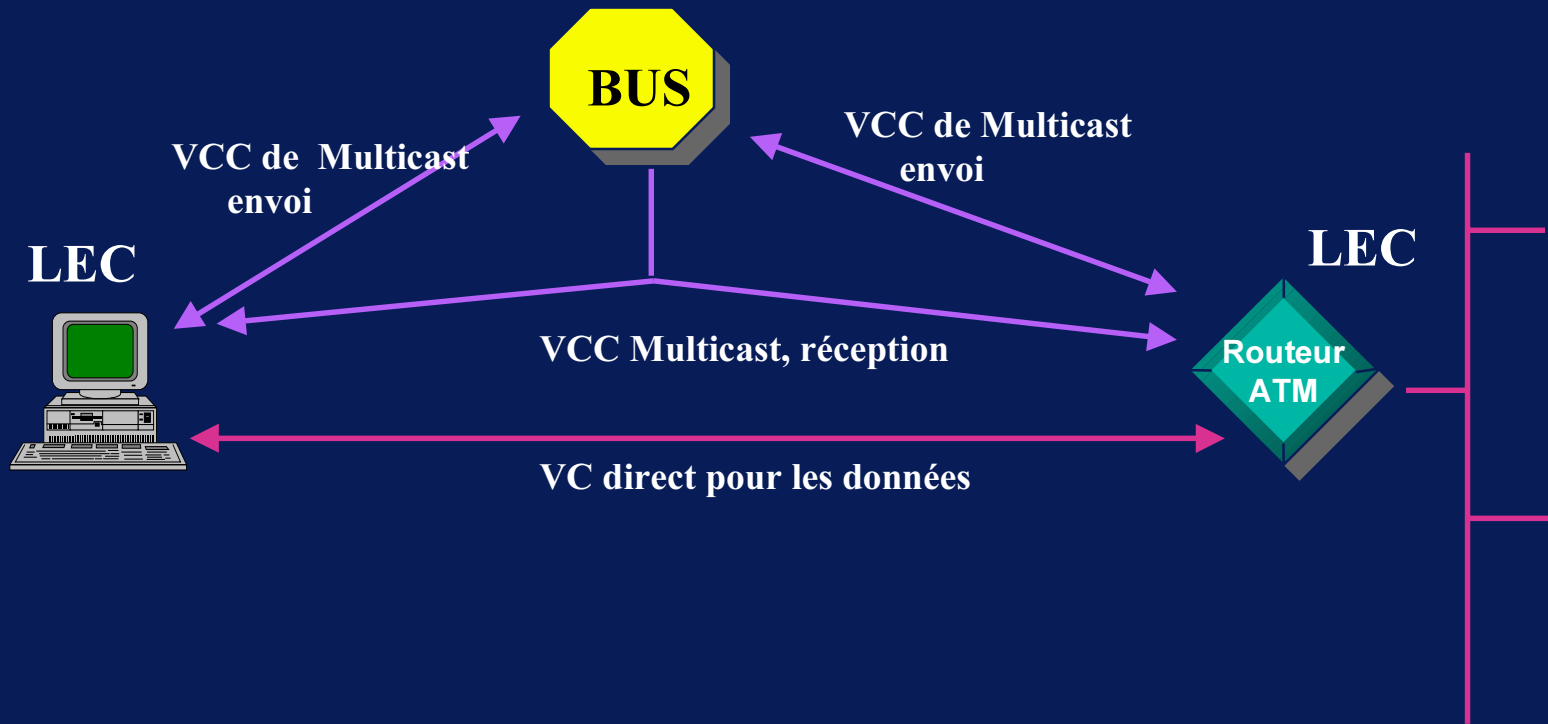 BUS
VCC de Multicast
envoi
VCC de Multicast
envoi
LEC
LEC
VCC Multicast, réception
Routeur
ATM
VC direct pour les données